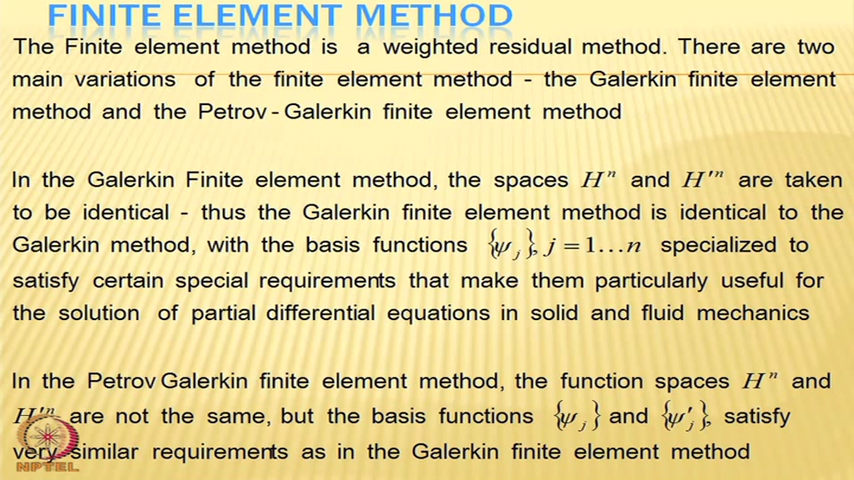 FINITE ELEMENT METHOD
The Finite element method is a weighted residual method. There are two
main variations of the finite element method - the Galerkin finite element
method and the Petrov - Galerkin finite element method
In the Galerkin Finite element method, the spaces Hⁿ and H'ⁿ are taken
to be identical - thus the Galerkin finite element method is identical to the
Galerkin method, with the basis functions {ψⱼ}, j = 1...n specialized to
satisfy certain special requirements that make them particularly useful for
the solution of partial differential equations in solid and fluid mechanics
In the Petrov Galerkin finite element method, the function spaces Hⁿ and
H'ⁿ are not the same, but the basis functions {ψⱼ} and {ψ'ⱼ}, satisfy
very similar requirements as in the Galerkin finite element method
NPTEL